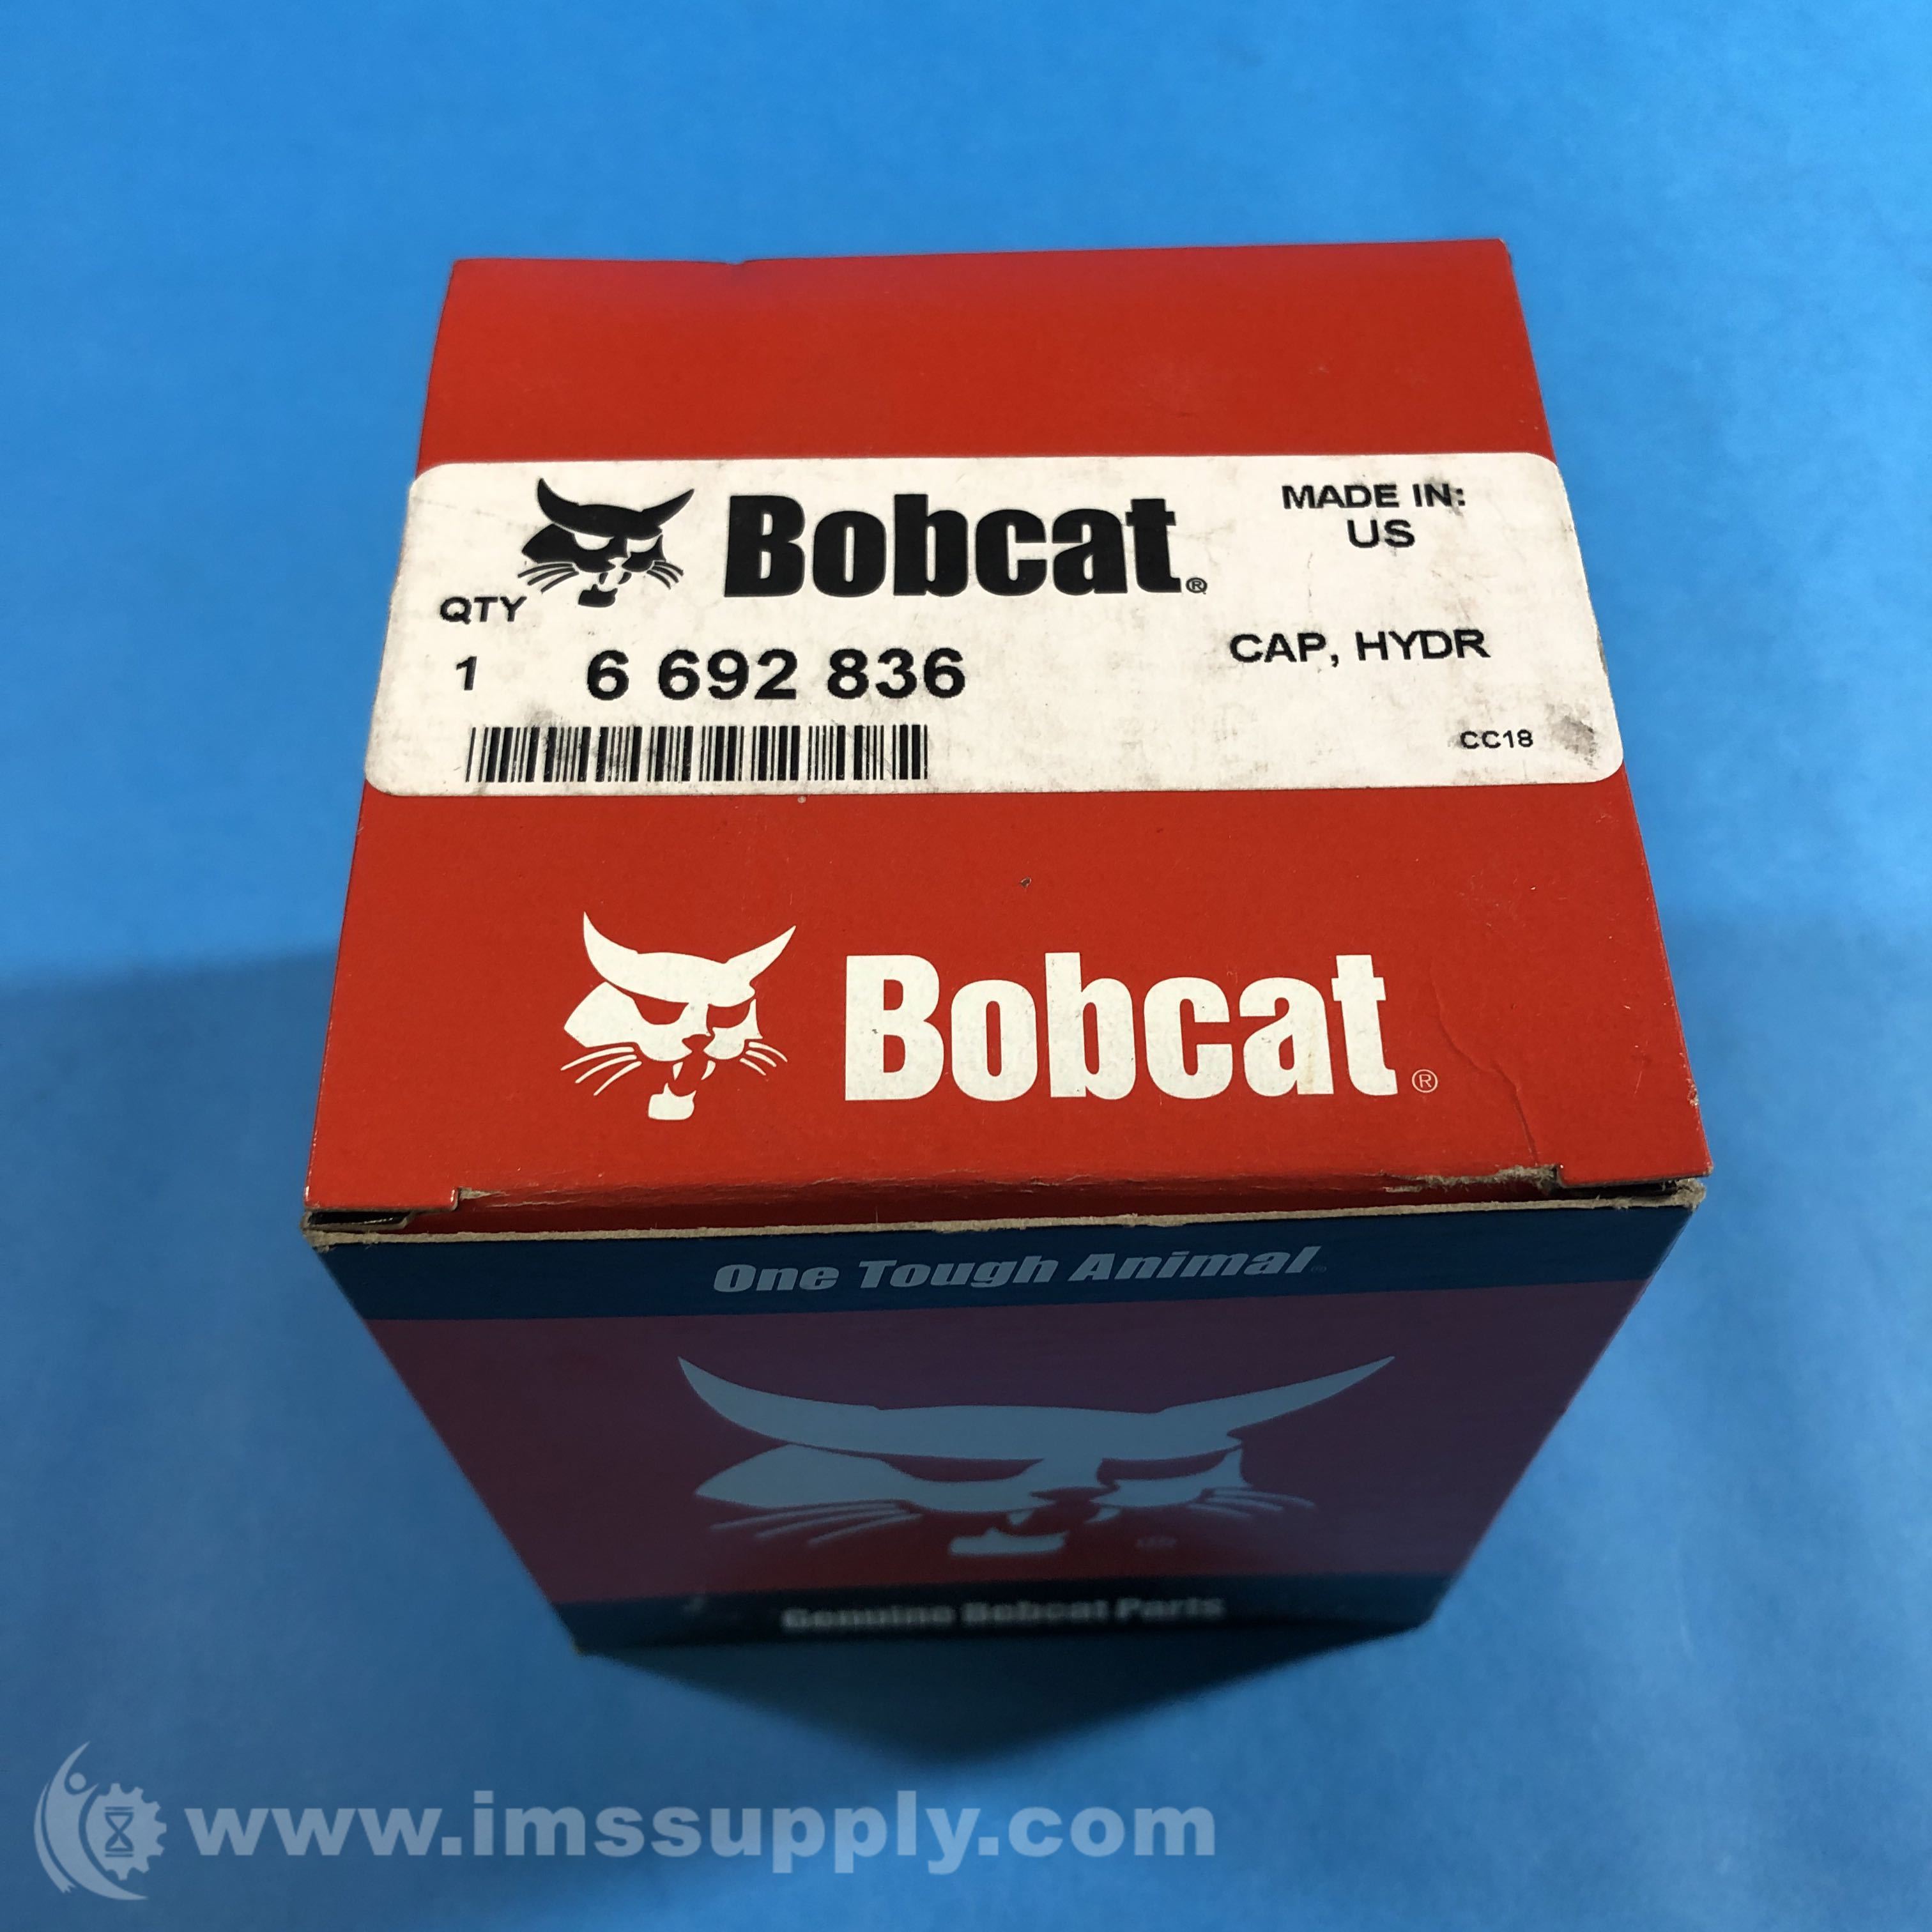 Bobcat®
MADE IN:
US
QTY
1 6 692 836
CAP, HYDR
CC18
Bobcat®
One Tough Animal
Genuine Bobcat Parts
www.imssupply.com